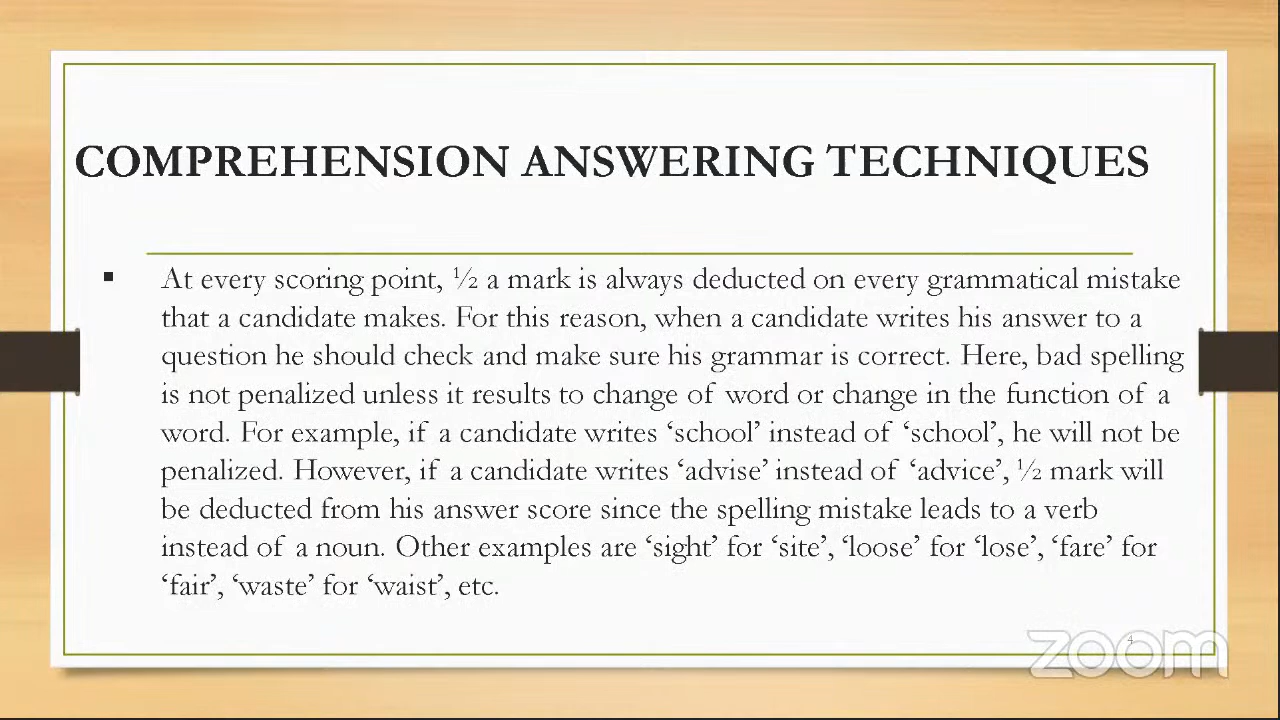 COMPREHENSION ANSWERING TECHNIQUES
▪ At every scoring point, ½ a mark is always deducted on every grammatical mistake
that a candidate makes. For this reason, when a candidate writes his answer to a
question he should check and make sure his grammar is correct. Here, bad spelling
is not penalized unless it results to change of word or change in the function of a
word. For example, if a candidate writes ‘school’ instead of ‘school’, he will not be
penalized. However, if a candidate writes ‘advise’ instead of ‘advice’, ½ mark will
be deducted from his answer score since the spelling mistake leads to a verb
instead of a noun. Other examples are ‘sight’ for ‘site’, ‘loose’ for ‘lose’, ‘fare’ for
‘fair’, ‘waste’ for ‘waist’, etc.
4
zoom